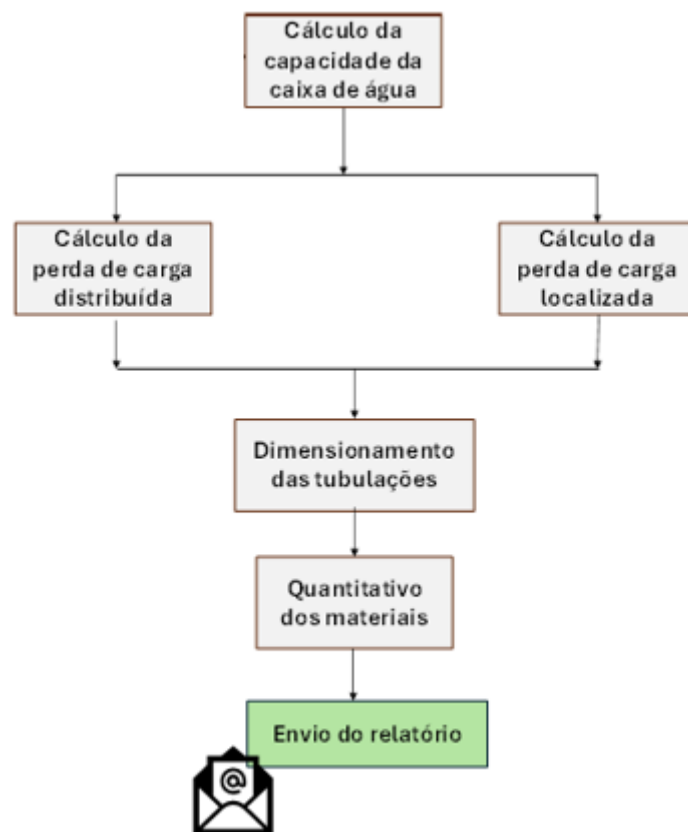 Cálculo da
capacidade da
caixa de água
Cálculo da
perda de carga
distribuída
Cálculo da
perda de carga
localizada
Dimensionamento
das tubulações
Quantitativo
dos materiais
Envio do relatório
@